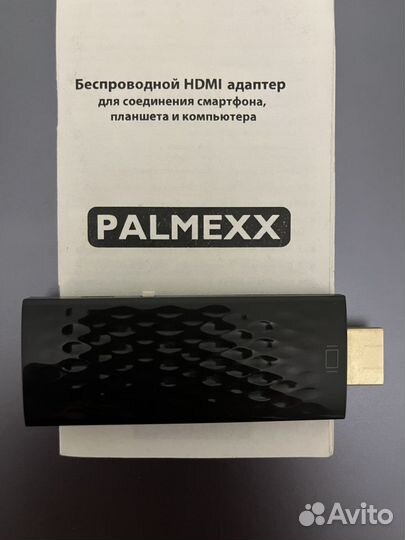 Беспроводной HDMI адаптер
для соединения смартфона,
планшета и компьютера
PALMEXX
Avito